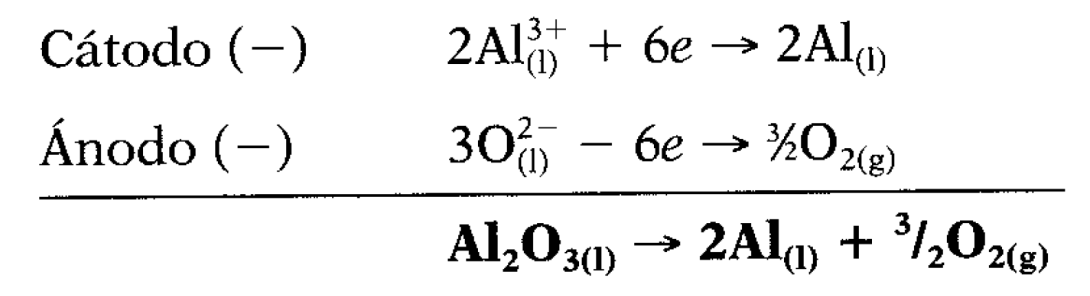 Cátodo (−) 2Al³⁺₍ₗ₎ + 6e → 2Al₍ₗ₎
Ánodo (−) 3O²⁻₍ₗ₎ − 6e → ³⁄₂O₂₍g₎
Al₂O₃₍ₗ₎ → 2Al₍ₗ₎ + ³/₂O₂₍g₎